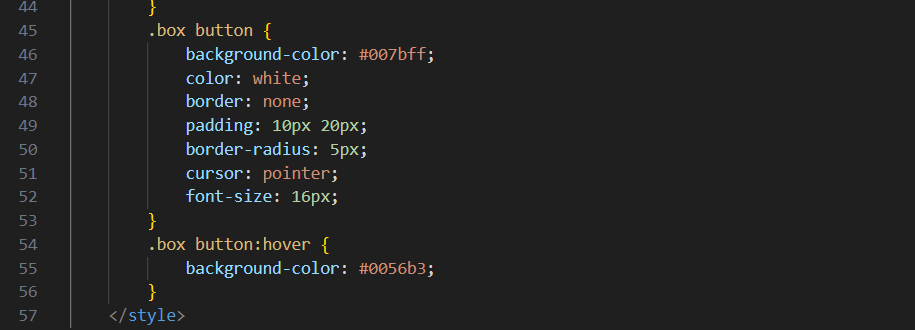 44 }
45 .box button {
46 background-color: #007bff;
47 color: white;
48 border: none;
49 padding: 10px 20px;
50 border-radius: 5px;
51 cursor: pointer;
52 font-size: 16px;
53 }
54 .box button:hover {
55 background-color: #0056b3;
56 }
57 </style>